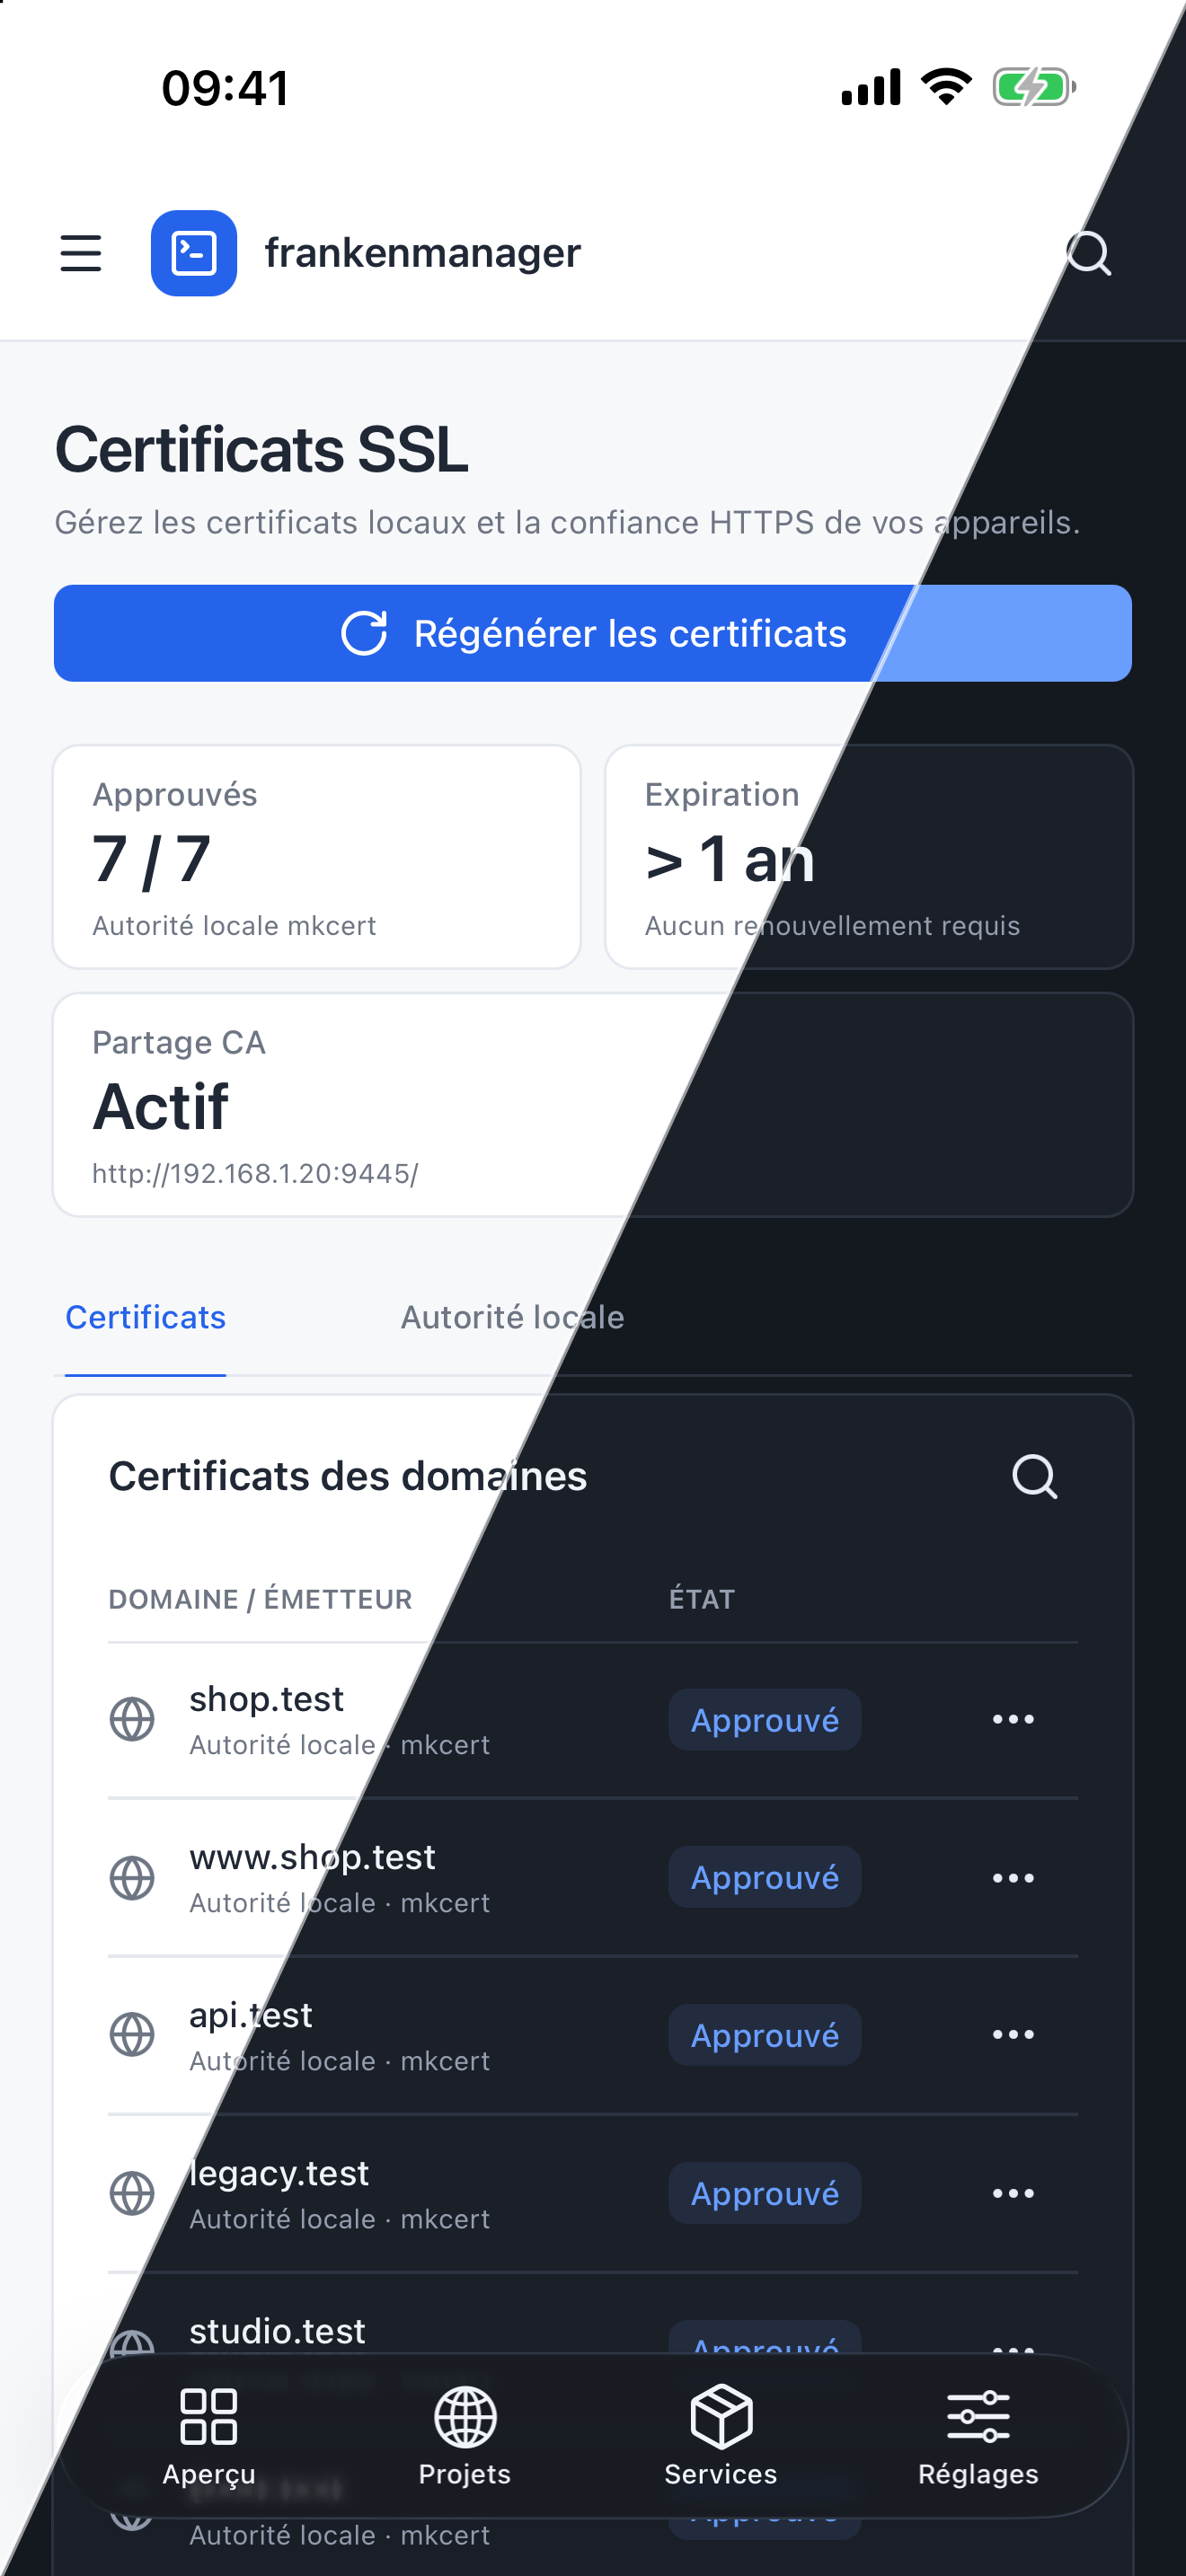 09:41
frankenmanager
Certificats SSL
Gérez les certificats locaux et la confiance HTTPS de vos appareils.
Régénérer les certificats
Approuvés
7 / 7
Autorité locale mkcert
Expiration
> 1 an
Aucun renouvellement requis
Partage CA
Actif
http://192.168.1.20:9445/
Certificats
Autorité locale
Certificats des domaines
DOMAINE / ÉMETTEUR
ÉTAT
shop.test
Autorité locale · mkcert
Approuvé
www.shop.test
Autorité locale · mkcert
Approuvé
api.test
Autorité locale · mkcert
Approuvé
legacy.test
Autorité locale · mkcert
Approuvé
studio.test
Approuvé
Aperçu
Projets
Services
Réglages
Autorité locale · mkcert